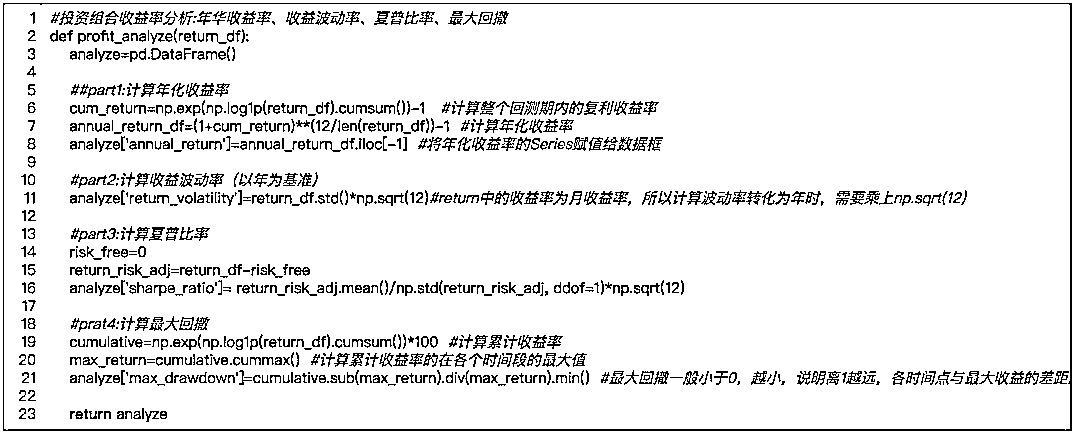 1 #投资组合收益率分析:年华收益率、收益波动率、夏普比率、最大回撤
2 def profit_analyze(return_df):
3 analyze=pd.DataFrame()
4
5 ##part1:计算年化收益率
6 cum_return=np.exp(np.log1p(return_df).cumsum())-1 #计算整个回测期内的复利收益率
7 annual_return_df=(1+cum_return)**(12/len(return_df))-1 #计算年化收益率
8 analyze['annual_return']=annual_return_df.iloc[-1] #将年化收益率的Series赋值给数据框
9
10 #part2:计算收益波动率（以年为基准）
11 analyze['return_volatility']=return_df.std()*np.sqrt(12)#return中的收益率为月收益率，所以计算波动率转化为年时，需要乘上np.sqrt(12)
12
13 #part3:计算夏普比率
14 risk_free=0
15 return_risk_adj=return_df-risk_free
16 analyze['sharpe_ratio']= return_risk_adj.mean()/np.std(return_risk_adj, ddof=1)*np.sqrt(12)
17
18 #prat4:计算最大回撤
19 cumulative=np.exp(np.log1p(return_df).cumsum())*100 #计算累计收益率
20 max_return=cumulative.cummax() #计算累计收益率的在各个时间段的最大值
21 analyze['max_drawdown']=cumulative.sub(max_return).div(max_return).min() #最大回撤一般小于0，越小，说明离1越远，各时间点与最大收益的差距
22
23 return analyze